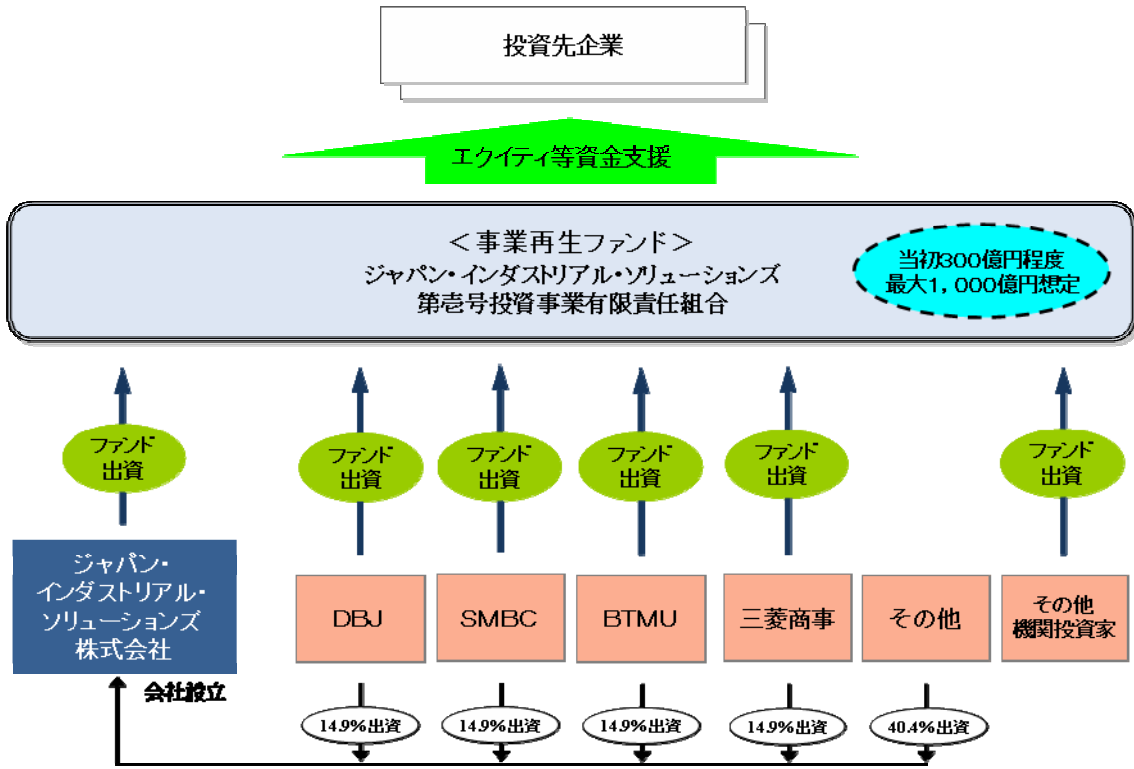 投資先企業
エクイティ等資金支援
＜事業再生ファンド＞
ジャパン・インダストリアル・ソリューションズ
第壱号投資事業有限責任組合
当初300億円程度
最大1，000億円想定
ファンド
出資
ファンド
出資
ファンド
出資
ファンド
出資
ファンド
出資
ファンド
出資
ジャパン・
インダストリアル・
ソリューションズ
株式会社
DBJ
SMBC
BTMU
三菱商事
その他
その他
機関投資家
会社設立
14.9%出資
14.9%出資
14.9%出資
14.9%出資
40.4%出資